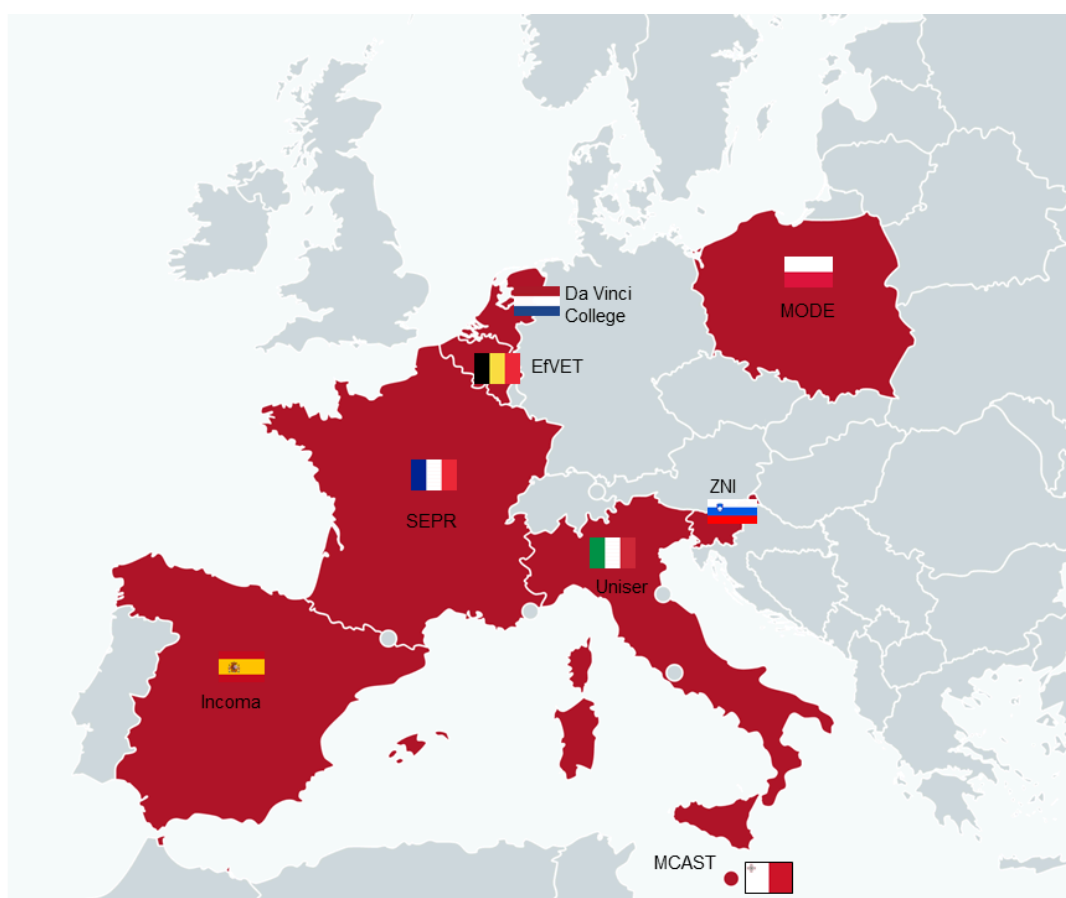 Da Vinci
College
MODE
EfVET
ZNI
SEPR
Uniser
Incoma
MCAST